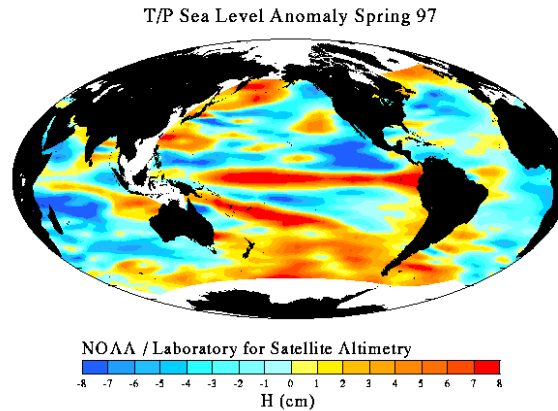 T/P Sea Level Anomaly Spring 97
NOAA / Laboratory for Satellite Altimetry
-8 -7 -6 -5 -4 -3 -2 -1 0 1 2 3 4 5 6 7 8
H (cm)